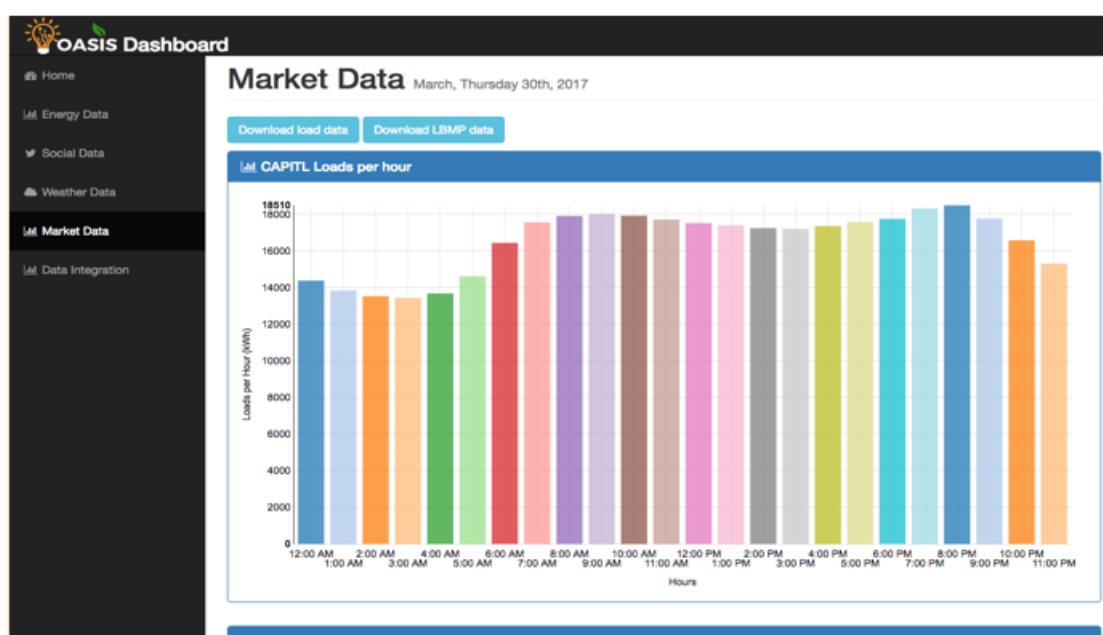 OASIS Dashboard
Home
Energy Data
Social Data
Weather Data
Market Data
Data Integration
Market Data March, Thursday 30th, 2017
Download load data Download LBMP data
CAPITL Loads per hour
18510
18000
16000
14000
12000
10000
8000
6000
4000
2000
0
Loads per Hour (kWh)
12:00 AM 2:00 AM 4:00 AM 6:00 AM 8:00 AM 10:00 AM 12:00 PM 2:00 PM 4:00 PM 6:00 PM 8:00 PM 10:00 PM
1:00 AM 3:00 AM 5:00 AM 7:00 AM 9:00 AM 11:00 AM 1:00 PM 3:00 PM 5:00 PM 7:00 PM 9:00 PM 11:00 PM
Hours